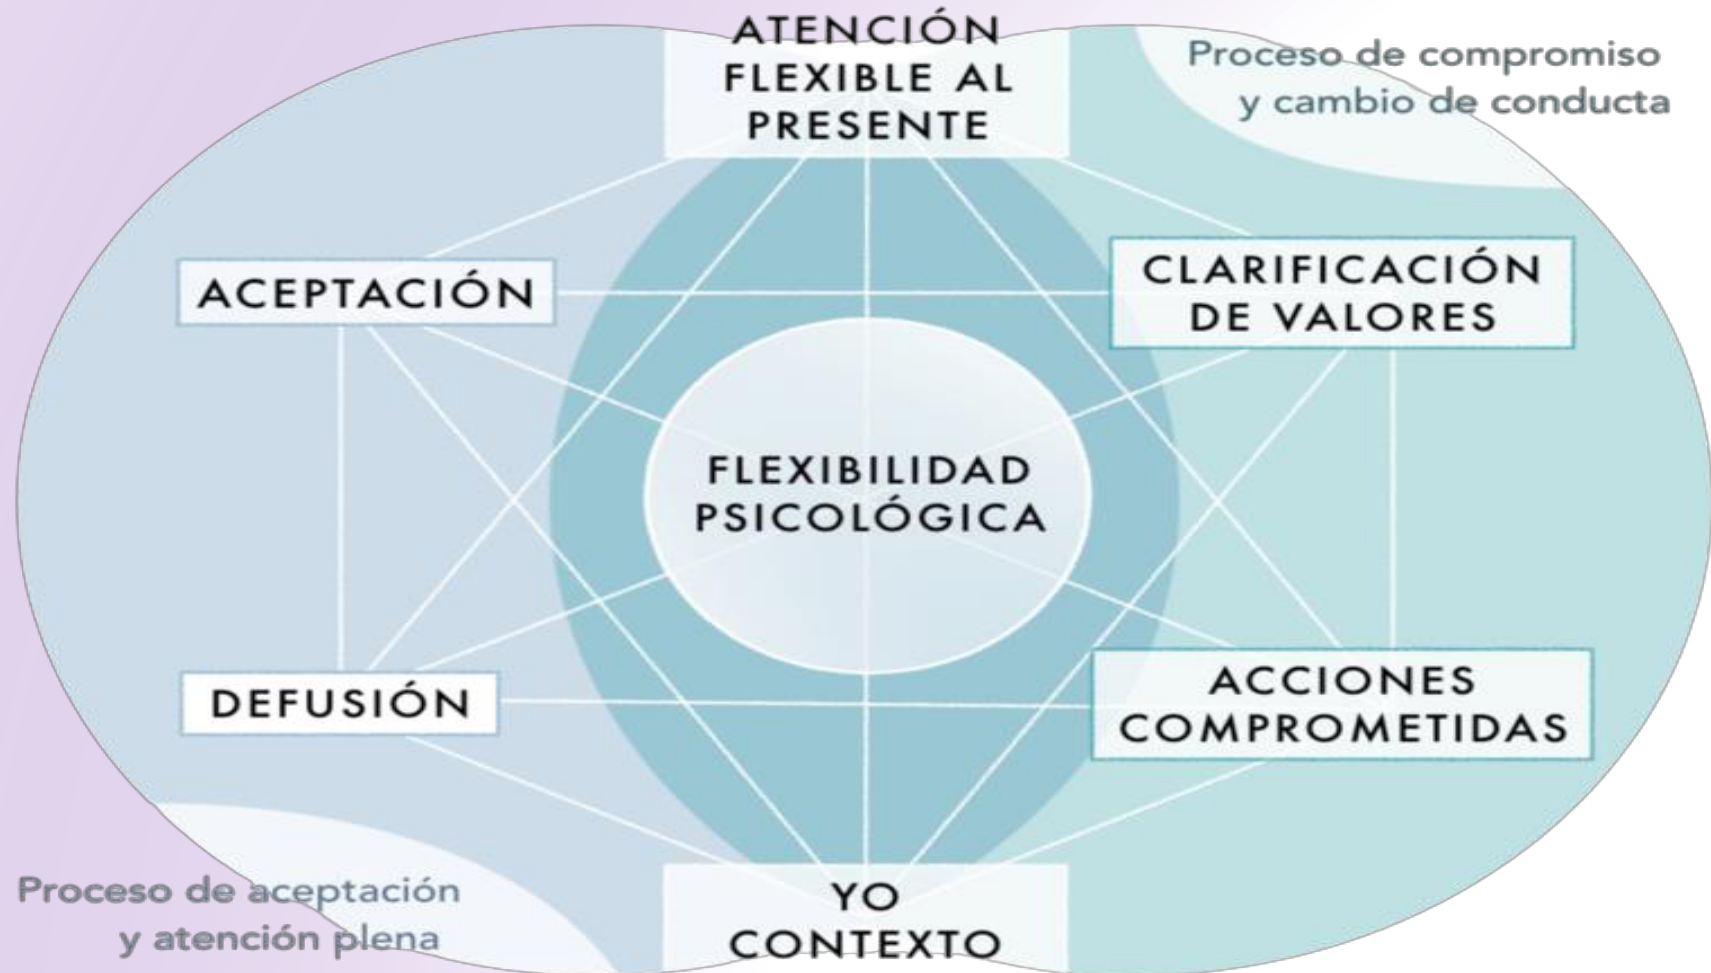 ATENCIÓN
FLEXIBLE AL
PRESENTE
Proceso de compromiso
y cambio de conducta
ACEPTACIÓN
CLARIFICACIÓN
DE VALORES
FLEXIBILIDAD
PSICOLÓGICA
DEFUSIÓN
ACCIONES
COMPROMETIDAS
Proceso de aceptación
y atención plena
YO
CONTEXTO